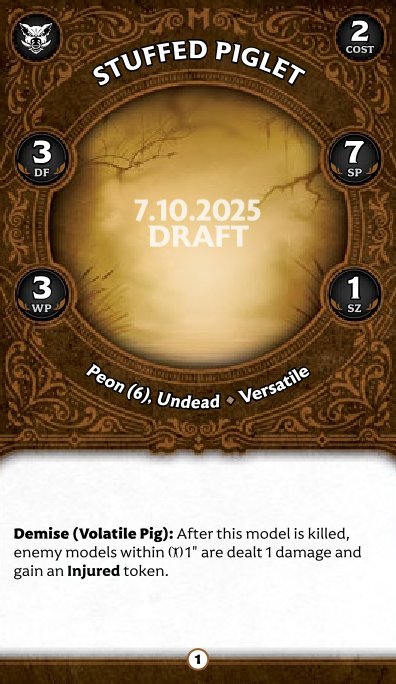 STUFFED PIGLET
2
COST
3
DF
7
SP
7.10.2025
DRAFT
3
WP
1
SZ
Peon (6), Undead ◆ Versatile
Demise (Volatile Pig): After this model is killed,
enemy models within 1" are dealt 1 damage and
gain an Injured token.
1